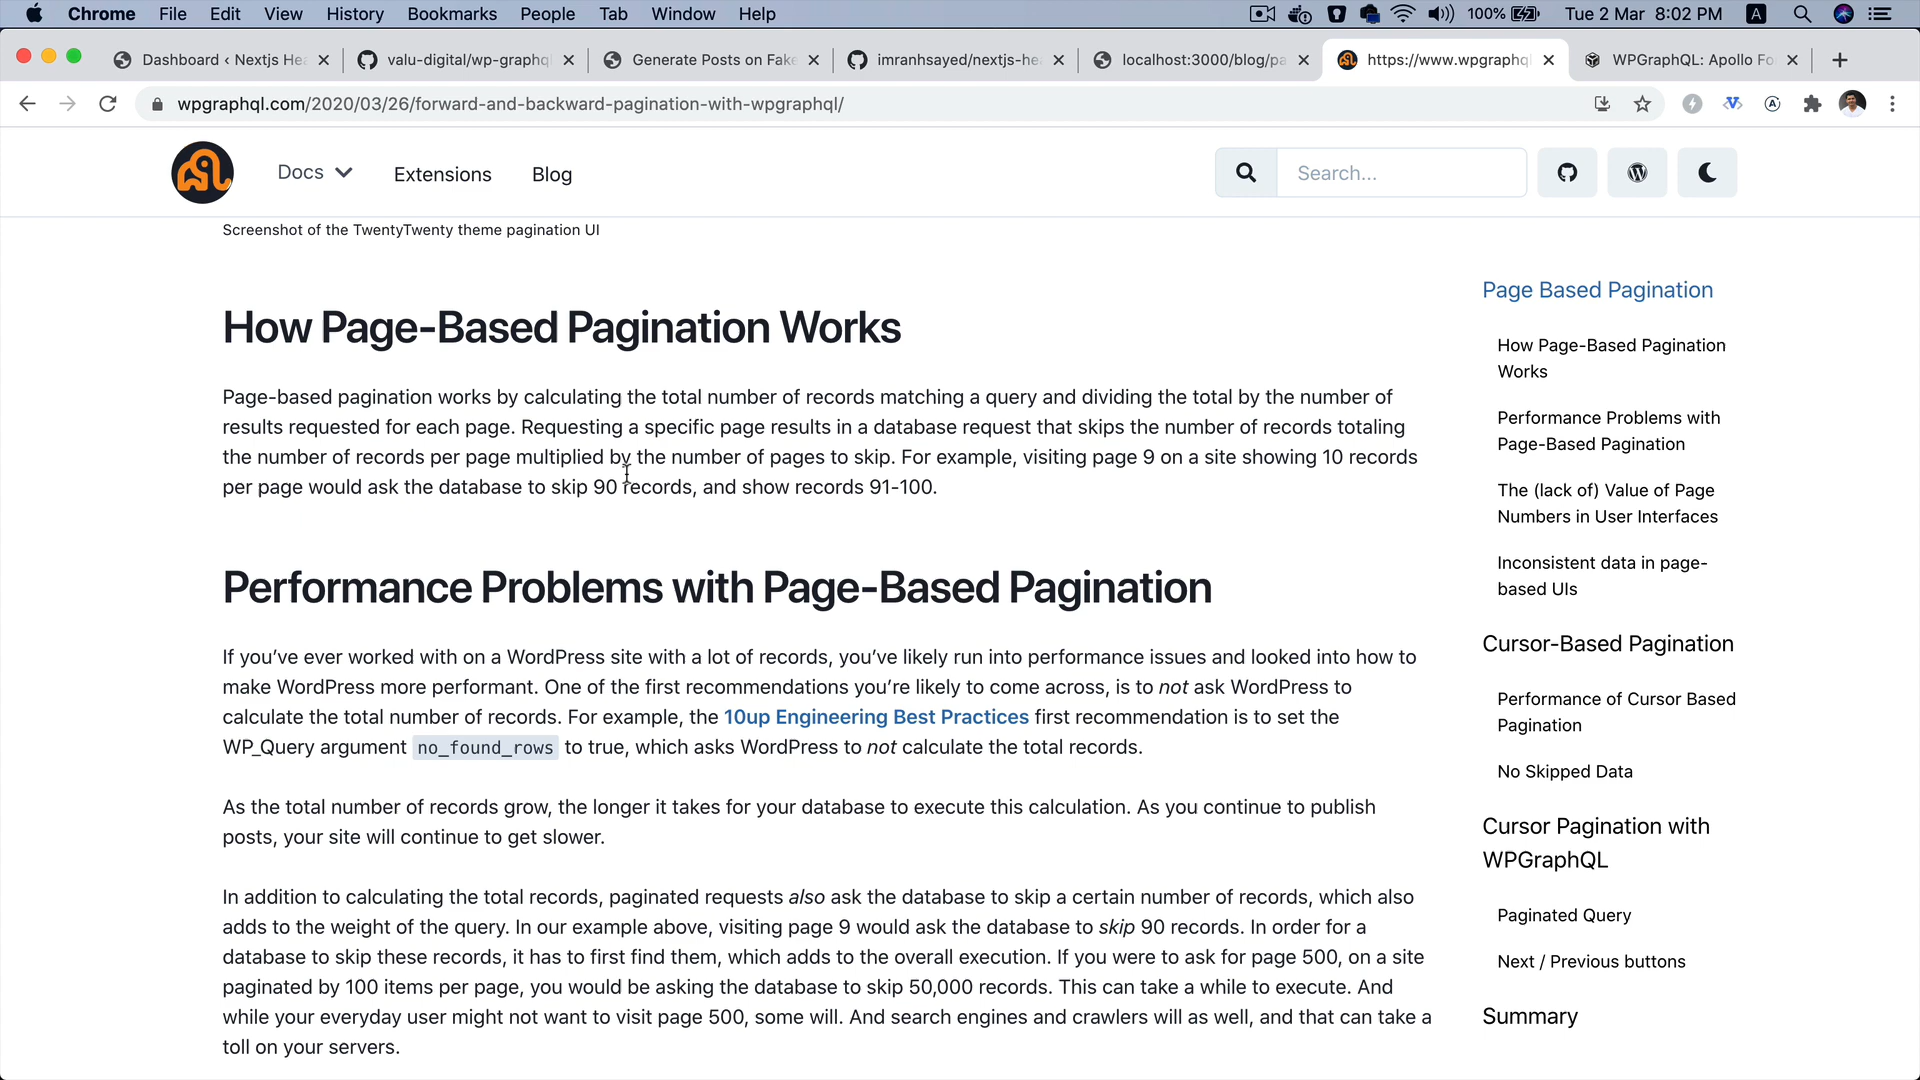 Chrome File Edit View History Bookmarks People Tab Window Help 100% Tue 2 Mar 8:02 PM A
Dashboard ‹ Nextjs He valu-digital/wp-graphql Generate Posts on Fake imranhsayed/nextjs-he localhost:3000/blog/pa https://www.wpgraphql WPGraphQL: Apollo Fo
wpgraphql.com/2020/03/26/forward-and-backward-pagination-with-wpgraphql/
Docs Extensions Blog Search...
Screenshot of the TwentyTwenty theme pagination UI
How Page-Based Pagination Works
Page-based pagination works by calculating the total number of records matching a query and dividing the total by the number of
results requested for each page. Requesting a specific page results in a database request that skips the number of records totaling
the number of records per page multiplied by the number of pages to skip. For example, visiting page 9 on a site showing 10 records
per page would ask the database to skip 90 records, and show records 91-100.
Performance Problems with Page-Based Pagination
If you’ve ever worked with on a WordPress site with a lot of records, you’ve likely run into performance issues and looked into how to
make WordPress more performant. One of the first recommendations you’re likely to come across, is to not ask WordPress to
calculate the total number of records. For example, the 10up Engineering Best Practices first recommendation is to set the
WP_Query argument no_found_rows to true, which asks WordPress to not calculate the total records.
As the total number of records grow, the longer it takes for your database to execute this calculation. As you continue to publish
posts, your site will continue to get slower.
In addition to calculating the total records, paginated requests also ask the database to skip a certain number of records, which also
adds to the weight of the query. In our example above, visiting page 9 would ask the database to skip 90 records. In order for a
database to skip these records, it has to first find them, which adds to the overall execution. If you were to ask for page 500, on a site
paginated by 100 items per page, you would be asking the database to skip 50,000 records. This can take a while to execute. And
while your everyday user might not want to visit page 500, some will. And search engines and crawlers will as well, and that can take a
toll on your servers.
Page Based Pagination
How Page-Based Pagination
Works
Performance Problems with
Page-Based Pagination
The (lack of) Value of Page
Numbers in User Interfaces
Inconsistent data in page-
based UIs
Cursor-Based Pagination
Performance of Cursor Based
Pagination
No Skipped Data
Cursor Pagination with
WPGraphQL
Paginated Query
Next / Previous buttons
Summary